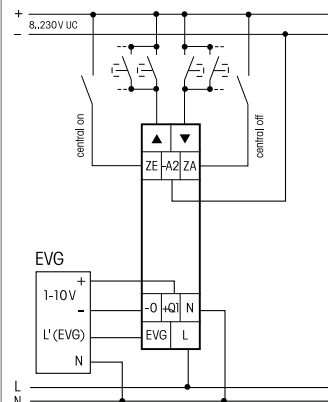 +
8..230V UC
–
central on
central off
▲ ▼
ZE -A2 ZA
EVG
+
1-10V
–
L'(EVG)
N
-0 +Q1 N
EVG L
L
N